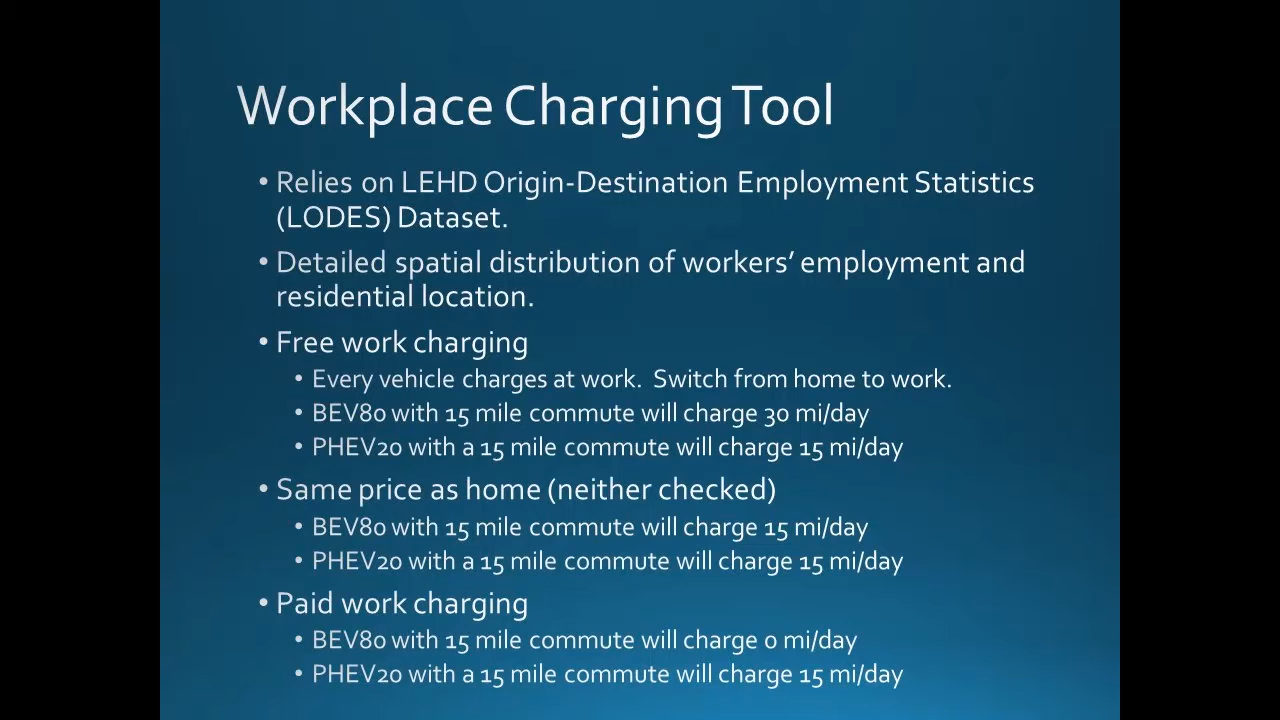 Workplace Charging Tool
• Relies on LEHD Origin-Destination Employment Statistics
(LODES) Dataset.
• Detailed spatial distribution of workers’ employment and
residential location.
• Free work charging
• Every vehicle charges at work.  Switch from home to work.
• BEV80 with 15 mile commute will charge 30 mi/day
• PHEV20 with a 15 mile commute will charge 15 mi/day
• Same price as home (neither checked)
• BEV80 with 15 mile commute will charge 15 mi/day
• PHEV20 with a 15 mile commute will charge 15 mi/day
• Paid work charging
• BEV80 with 15 mile commute will charge 0 mi/day
• PHEV20 with a 15 mile commute will charge 15 mi/day